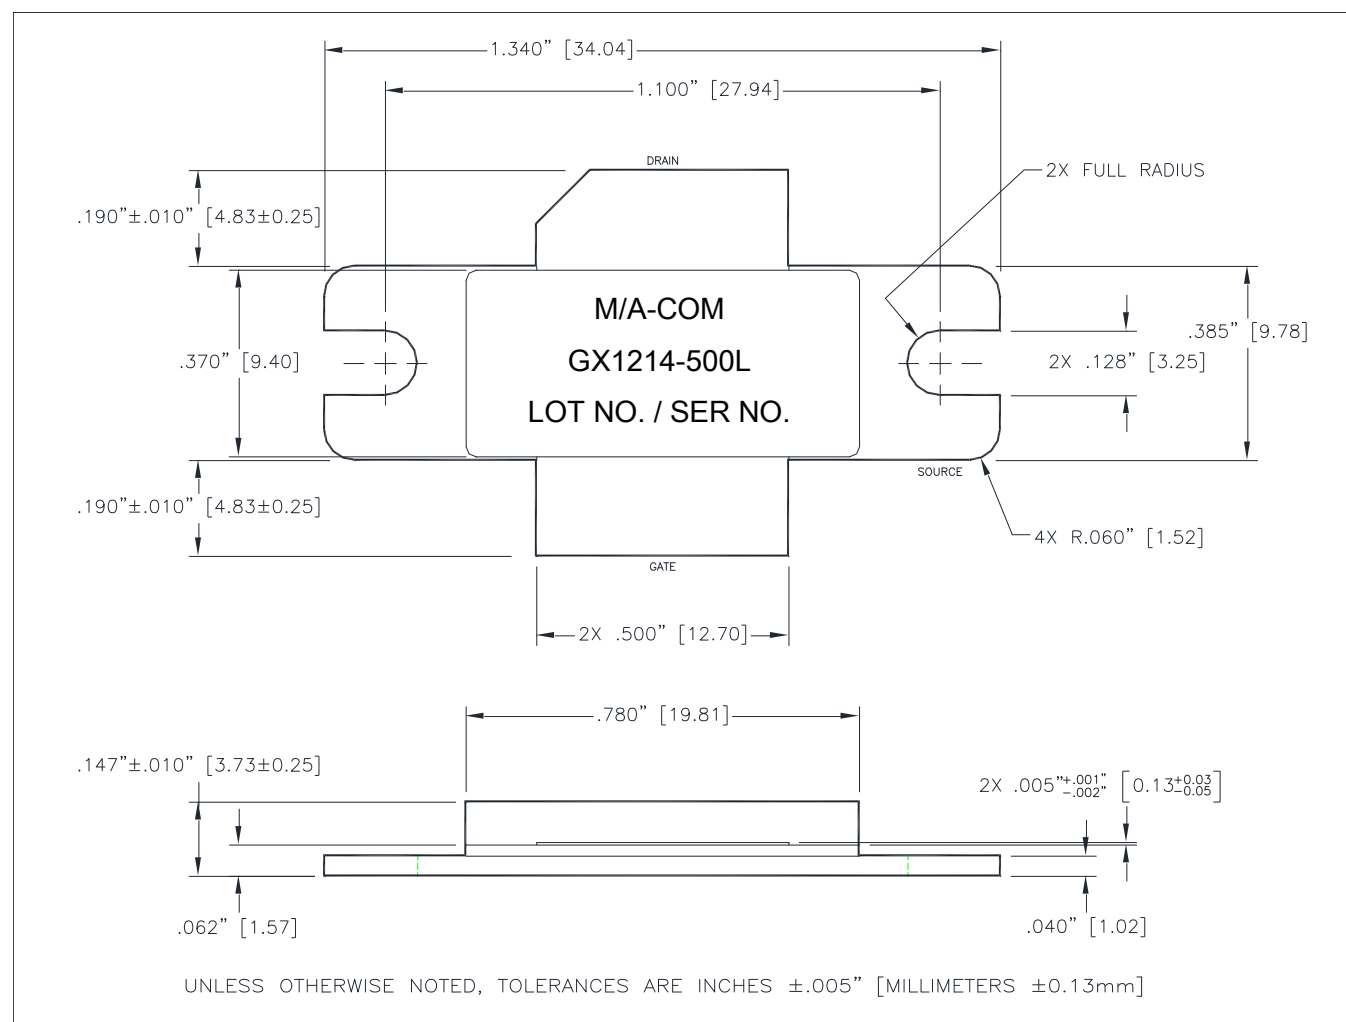 1.340” [34.04]
1.100” [27.94]
DRAIN
2X FULL RADIUS
.190”±.010” [4.83±0.25]
M/A-COM
.385” [9.78]
.370” [9.40]
GX1214-500L
2X .128” [3.25]
LOT NO. / SER NO.
SOURCE
.190”±.010” [4.83±0.25]
4X R.060” [1.52]
GATE
2X .500” [12.70]
.780” [19.81]
.147”±.010” [3.73±0.25]
2X .005”+.001” -.002” [0.13+0.03 -0.05]
.062” [1.57]
.040” [1.02]
UNLESS OTHERWISE NOTED, TOLERANCES ARE INCHES ±.005” [MILLIMETERS ±0.13mm]